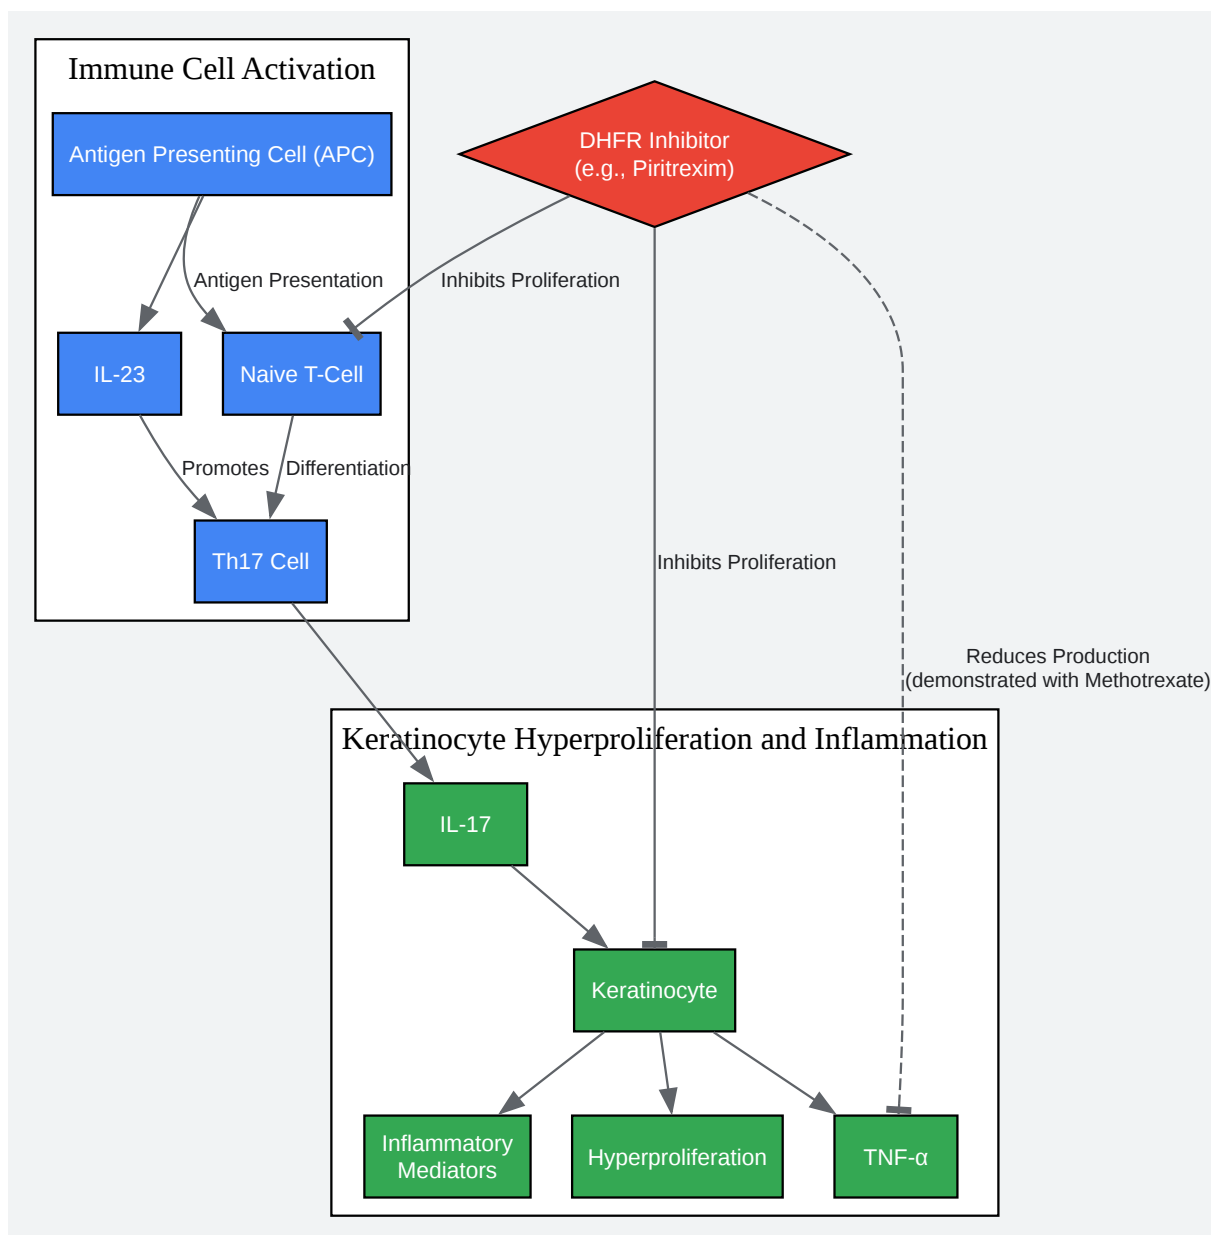 Immune Cell Activation
Antigen Presenting Cell (APC)
DHFR Inhibitor
(e.g., Piritrexim)
Antigen Presentation
Inhibits Proliferation
IL-23
Naive T-Cell
Promotes
Differentiation
Th17 Cell
Inhibits Proliferation
Reduces Production
(demonstrated with Methotrexate)
Keratinocyte Hyperproliferation and Inflammation
IL-17
Keratinocyte
Inflammatory
Mediators
Hyperproliferation
TNF-α